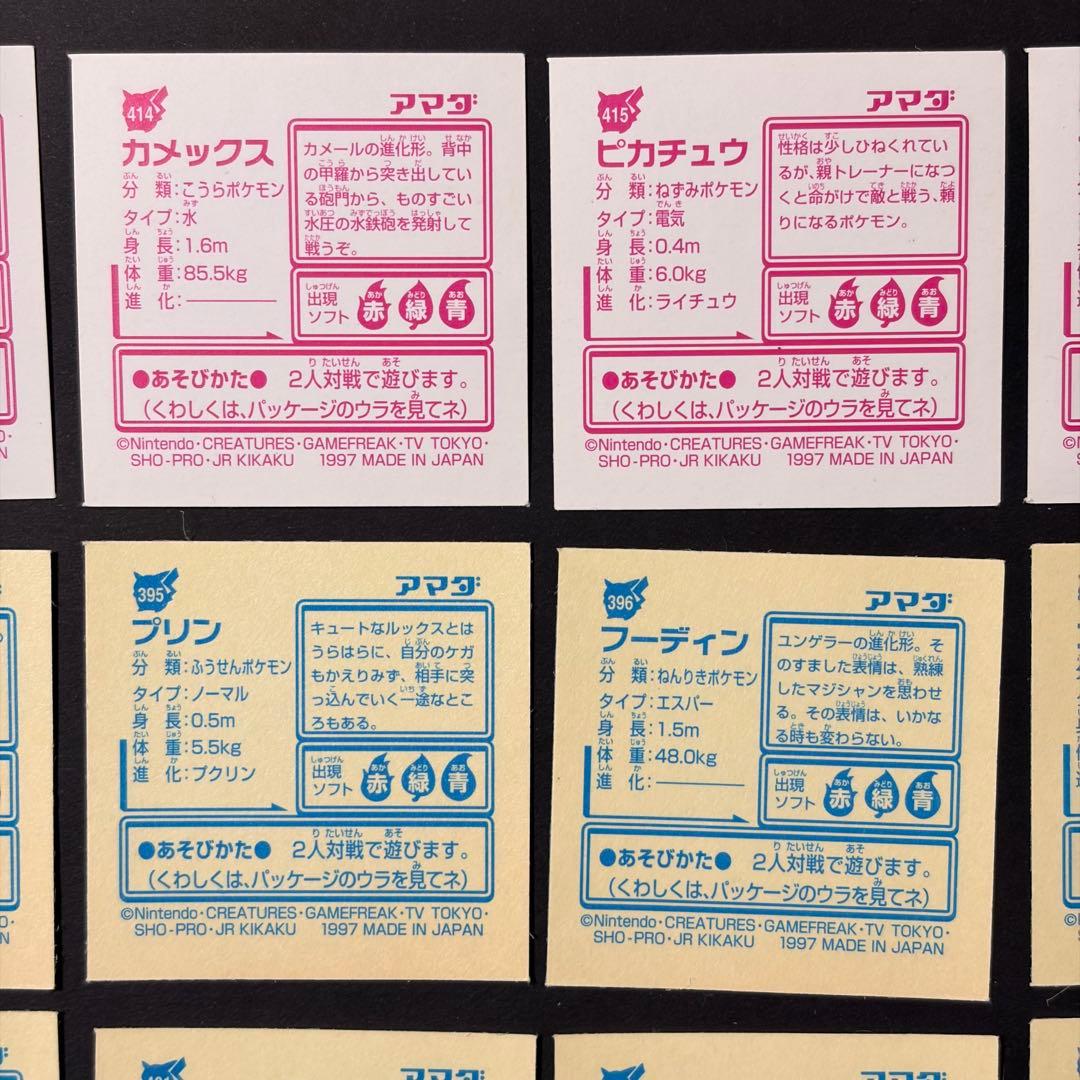 414
アマダ
カメックス
分類:こうらポケモン
タイプ:水
身長:1.6m
体重:85.5kg
進化:
カメールの進化形。背中
の甲羅から突き出してい
る砲門から、ものすごい
水圧の水鉄砲を発射して
戦うぞ。
出現
ソフト
赤 緑 青
●あそびかた● 2人対戦で遊びます。
(くわしくは、パッケージのウラを見てネ)
©Nintendo・CREATURES・GAMEFREAK・TV TOKYO・
SHO-PRO・JR KIKAKU 1997 MADE IN JAPAN
415
アマダ
ピカチュウ
分類:ねずみポケモン
タイプ:電気
身長:0.4m
体重:6.0kg
進化:ライチュウ
性格は少しひねくれてい
るが、親トレーナーになつ
くと命がけで敵と戦う、頼
りになるポケモン。
出現
ソフト
赤 緑 青
●あそびかた● 2人対戦で遊びます。
(くわしくは、パッケージのウラを見てネ)
©Nintendo・CREATURES・GAMEFREAK・TV TOKYO・
SHO-PRO・JR KIKAKU 1997 MADE IN JAPAN
395
アマダ
プリン
分類:ふうせんポケモン
タイプ:ノーマル
身長:0.5m
体重:5.5kg
進化:プクリン
キュートなルックスとは
うらはらに、自分のケガ
もかえりみず、相手に突
っ込んでいく一途なとこ
ろもある。
出現
ソフト
赤 緑 青
●あそびかた● 2人対戦で遊びます。
(くわしくは、パッケージのウラを見てネ)
©Nintendo・CREATURES・GAMEFREAK・TV TOKYO・
SHO-PRO・JR KIKAKU 1997 MADE IN JAPAN
396
アマダ
フーディン
分類:ねんりきポケモン
タイプ:エスパー
身長:1.5m
体重:48.0kg
進化:
ユンゲラーの進化形。そ
のすました表情は、熟練
したマジシャンを思わせ
る。その表情は、いかな
る時も変わらない。
出現
ソフト
赤 緑 青
●あそびかた● 2人対戦で遊びます。
(くわしくは、パッケージのウラを見てネ)
©Nintendo・CREATURES・GAMEFREAK・TV TOKYO・
SHO-PRO・JR KIKAKU 1997 MADE IN JAPAN
アマダ
アマダ